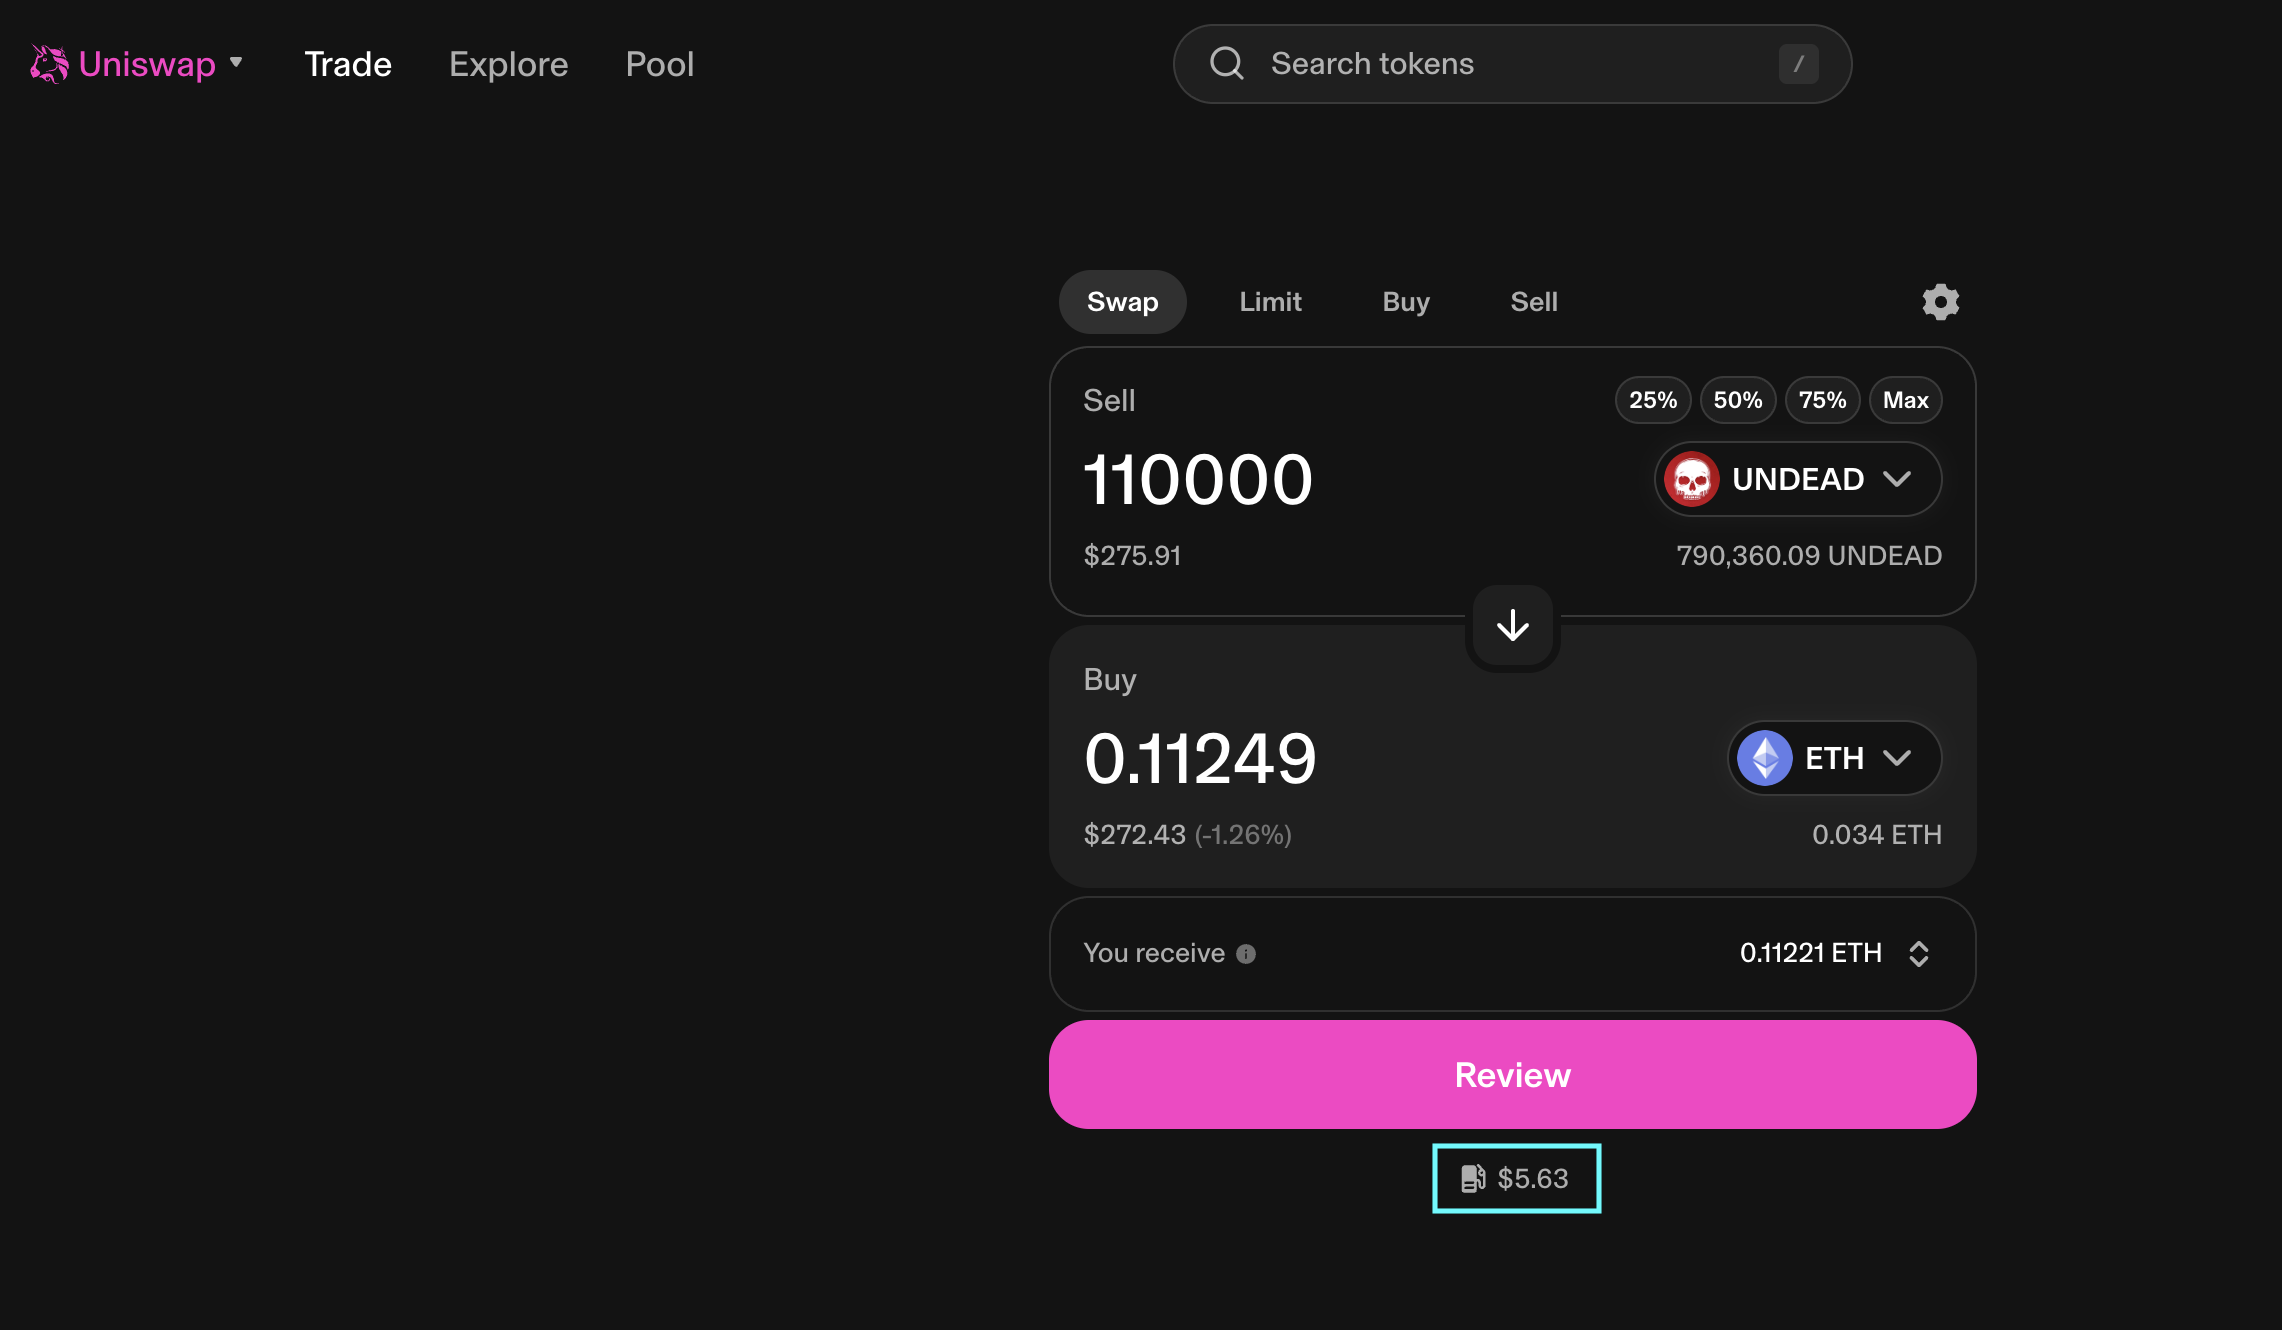 Uniswap Trade Explore Pool Search tokens /
Swap Limit Buy Sell
Sell 25% 50% 75% Max
110000 UNDEAD
$275.91 790,360.09 UNDEAD
Buy
0.11249 ETH
$272.43 (-1.26%) 0.034 ETH
You receive 0.11221 ETH
Review
$5.63